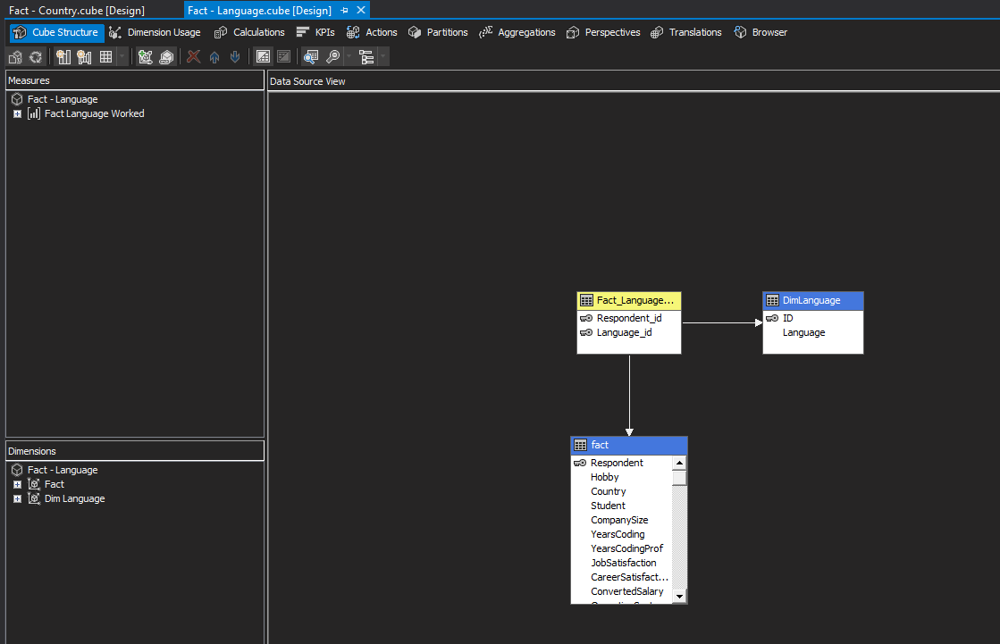 Fact - Country.cube [Design] Fact - Language.cube [Design]
Cube Structure Dimension Usage Calculations KPIs Actions Partitions Aggregations Perspectives Translations Browser
Measures
Fact - Language
Fact Language Worked
Data Source View
Fact_Language...
Respondent_id
Language_id
DimLanguage
ID
Language
fact
Respondent
Hobby
Country
Student
CompanySize
YearsCoding
YearsCodingProf
JobSatisfaction
CareerSatisfact...
ConvertedSalary
Dimensions
Fact - Language
Fact
Dim Language